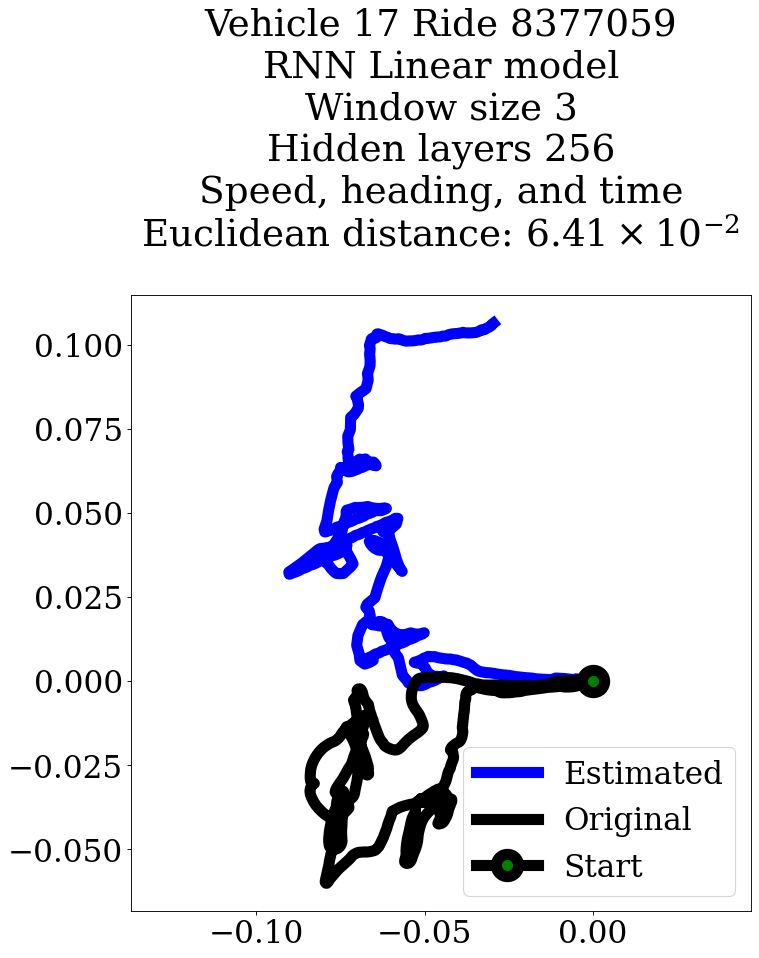 Vehicle 17 Ride 8377059
RNN Linear model
Window size 3
Hidden layers 256
Speed, heading, and time
Euclidean distance: 6.41 × 10⁻²
0.100
0.075
0.050
0.025
0.000
−0.025
−0.050
Estimated
Original
Start
−0.10
−0.05
0.00